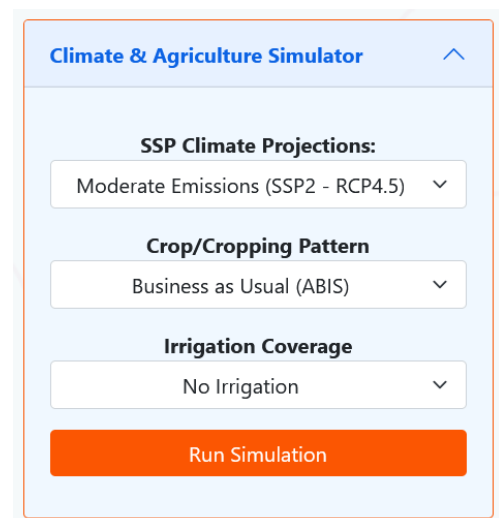 Climate & Agriculture Simulator
SSP Climate Projections:
Moderate Emissions (SSP2 - RCP4.5)
Crop/Cropping Pattern
Business as Usual (ABIS)
Irrigation Coverage
No Irrigation
Run Simulation